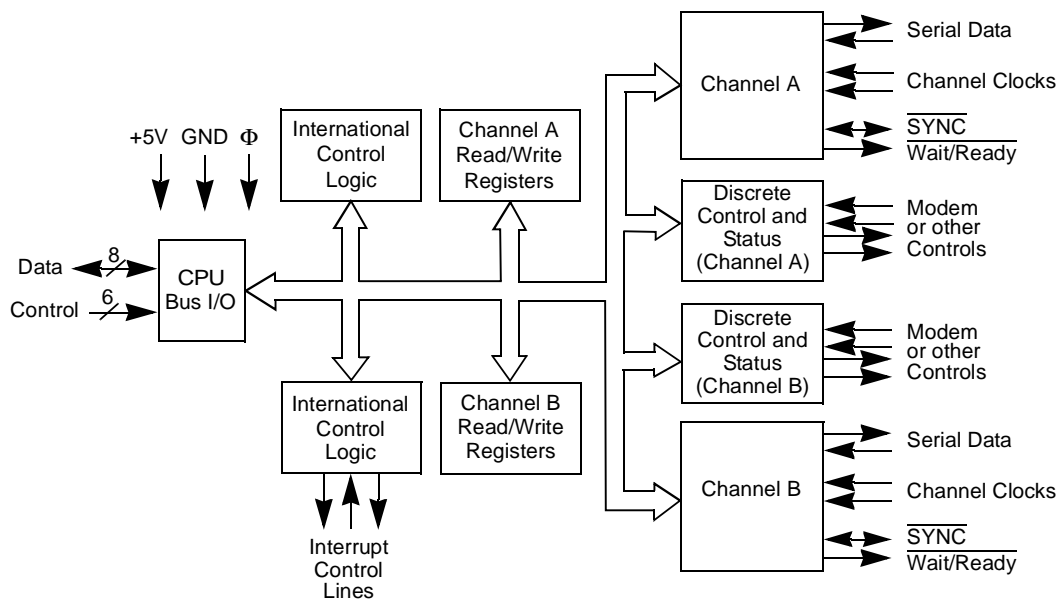 +5V GND Φ
International
Control
Logic
Channel A
Read/Write
Registers
Channel A
Serial Data
Channel Clocks
SYNC
Wait/Ready
Discrete
Control and
Status
(Channel A)
Modem
or other
Controls
Data
8
Control
6
CPU
Bus I/O
Discrete
Control and
Status
(Channel B)
Modem
or other
Controls
International
Control
Logic
Channel B
Read/Write
Registers
Channel B
Serial Data
Channel Clocks
SYNC
Wait/Ready
Interrupt
Control
Lines